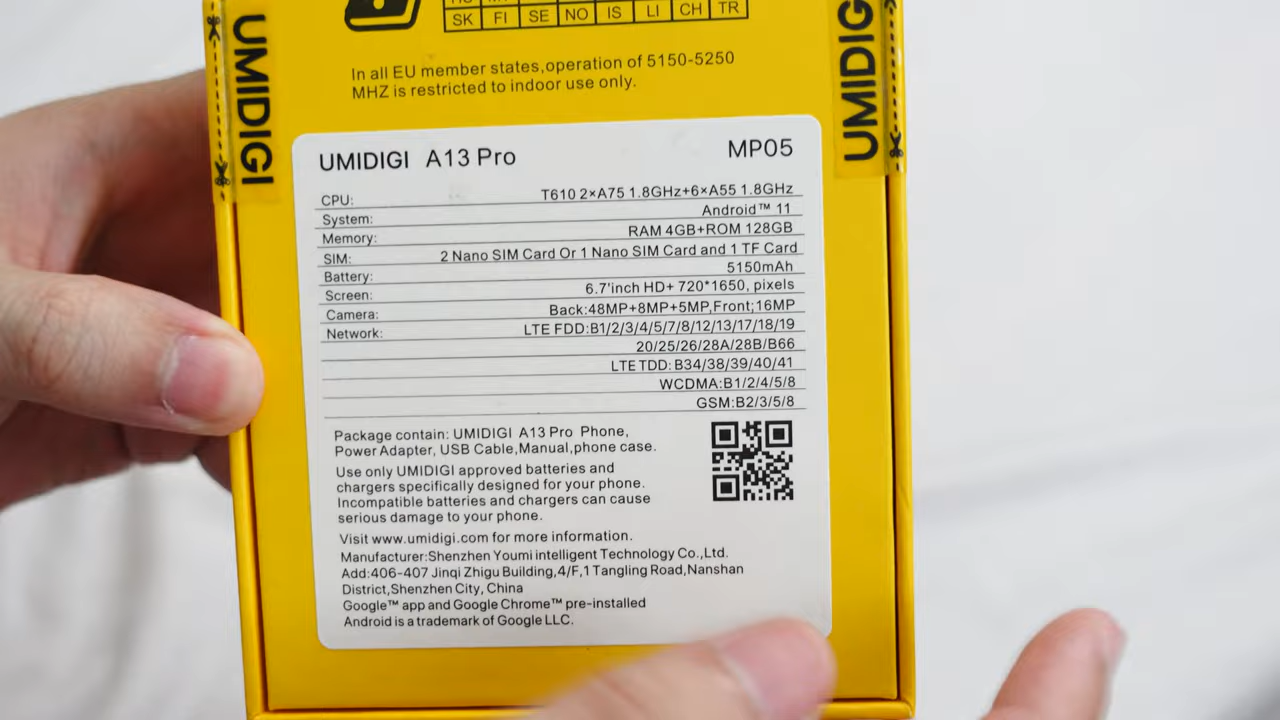 SK FI SE NO IS LI CH TR
In all EU member states,operation of 5150-5250
MHZ is restricted to indoor use only.
UMIDIGI
UMIDIG
UMIDIGI A13 Pro MP05
CPU: T610 2×A75 1.8GHz+6×A55 1.8GHz
System: Android™ 11
Memory: RAM 4GB+ROM 128GB
SIM: 2 Nano SIM Card Or 1 Nano SIM Card and 1 TF Card
Battery: 5150mAh
Screen: 6.7'inch HD+ 720*1650, pixels
Camera: Back:48MP+8MP+5MP,Front;16MP
Network: LTE FDD:B1/2/3/4/5/7/8/12/13/17/18/19
20/25/26/28A/28B/B66
LTE TDD: B34/38/39/40/41
WCDMA:B1/2/4/5/8
GSM:B2/3/5/8
Package contain: UMIDIGI A13 Pro Phone,
Power Adapter, USB Cable,Manual,phone case.
Use only UMIDIGI approved batteries and
chargers specifically designed for your phone.
Incompatible batteries and chargers can cause
serious damage to your phone.
Visit www.umidigi.com for more information.
Manufacturer:Shenzhen Youmi intelligent Technology Co.,Ltd.
Add:406-407 Jinqi Zhigu Building,4/F,1 Tangling Road,Nanshan
District,Shenzhen City, China
Google™ app and Google Chrome™ pre-installed
Android is a trademark of Google LLC.